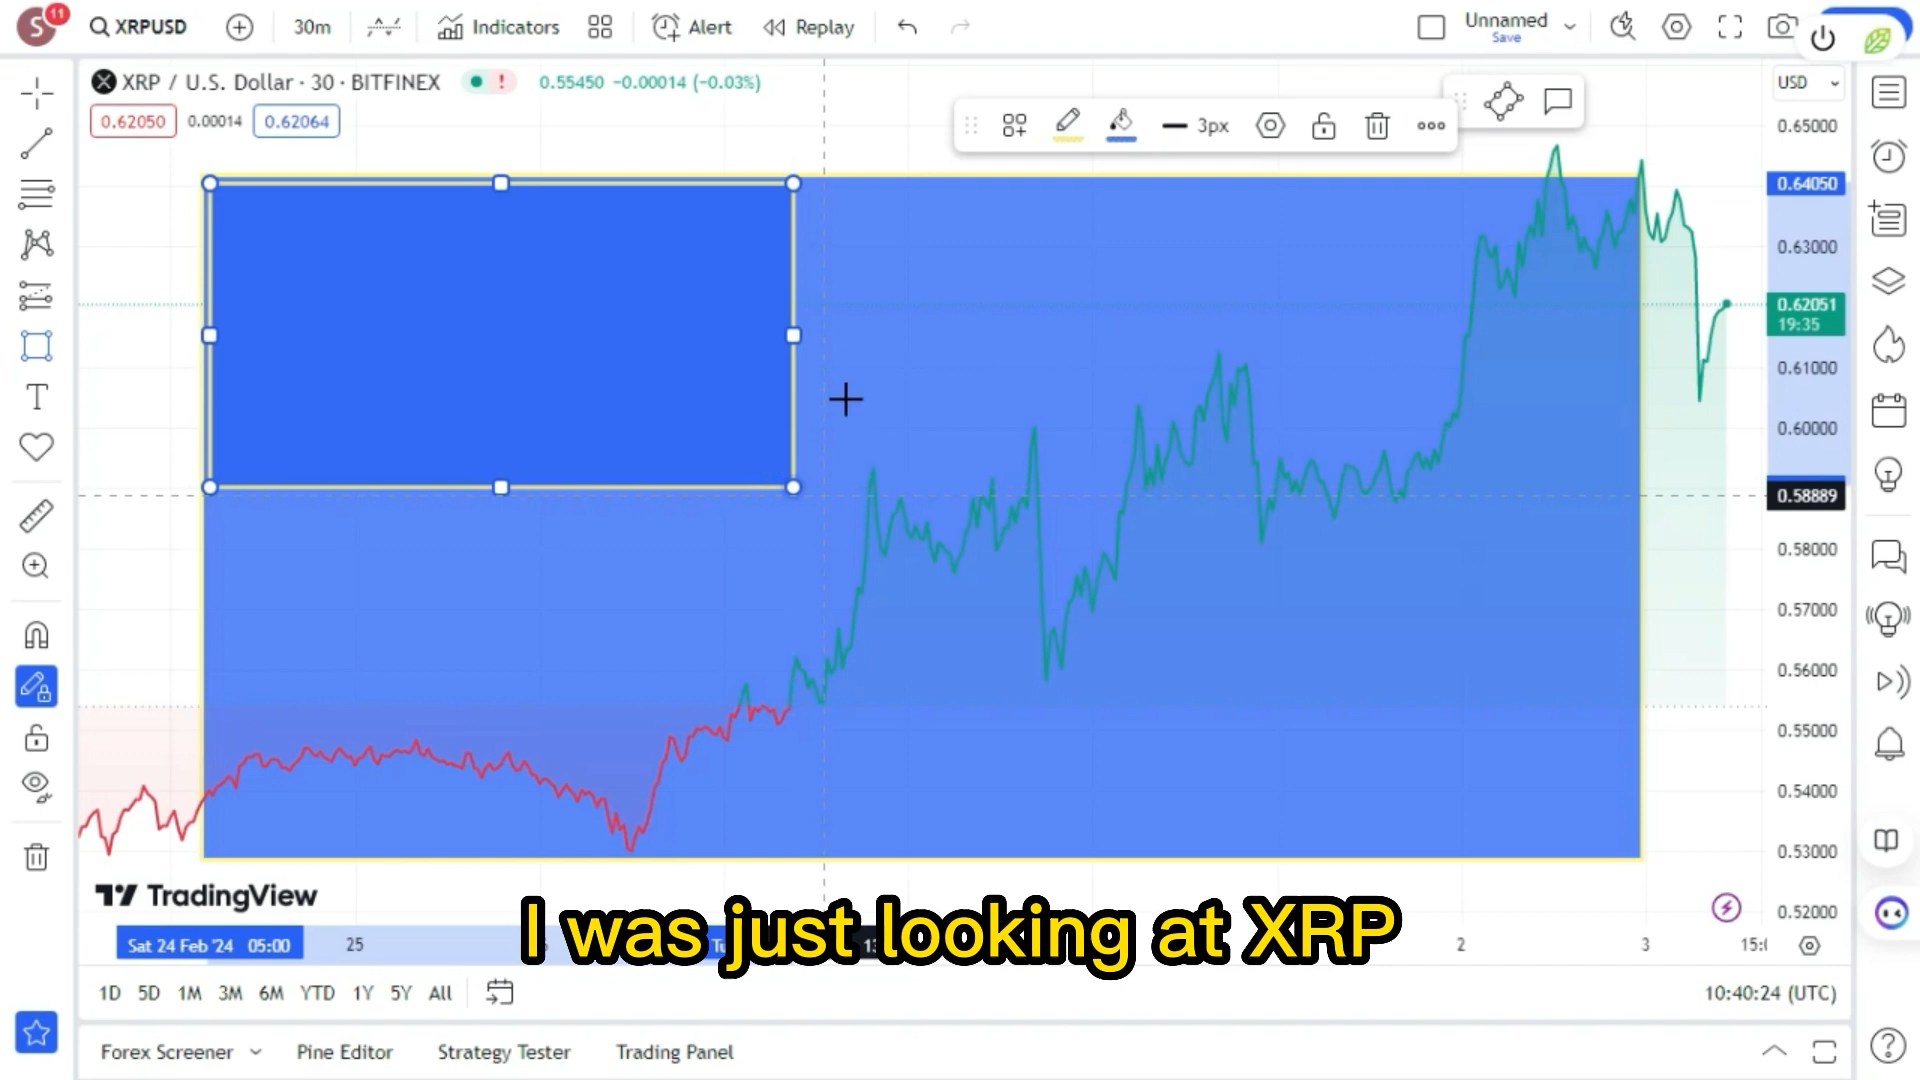 S
11
XRPUSD
30m
Indicators
Alert
Replay
Unnamed
Save
XRP / U.S. Dollar · 30 · BITFINEX
!
0.55450 −0.00014 (−0.03%)
USD
0.62050
0.00014
0.62064
3px
0.65000
0.64050
0.63000
0.62051
19:35
0.61000
0.60000
0.58889
0.58000
0.57000
0.56000
0.55000
0.54000
0.53000
0.52000
TradingView
I was just looking at XRP
Sat 24 Feb '24 05:00
25
2
3
1D
5D
1M
3M
6M
YTD
1Y
5Y
All
10:40:24 (UTC)
Forex Screener
Pine Editor
Strategy Tester
Trading Panel